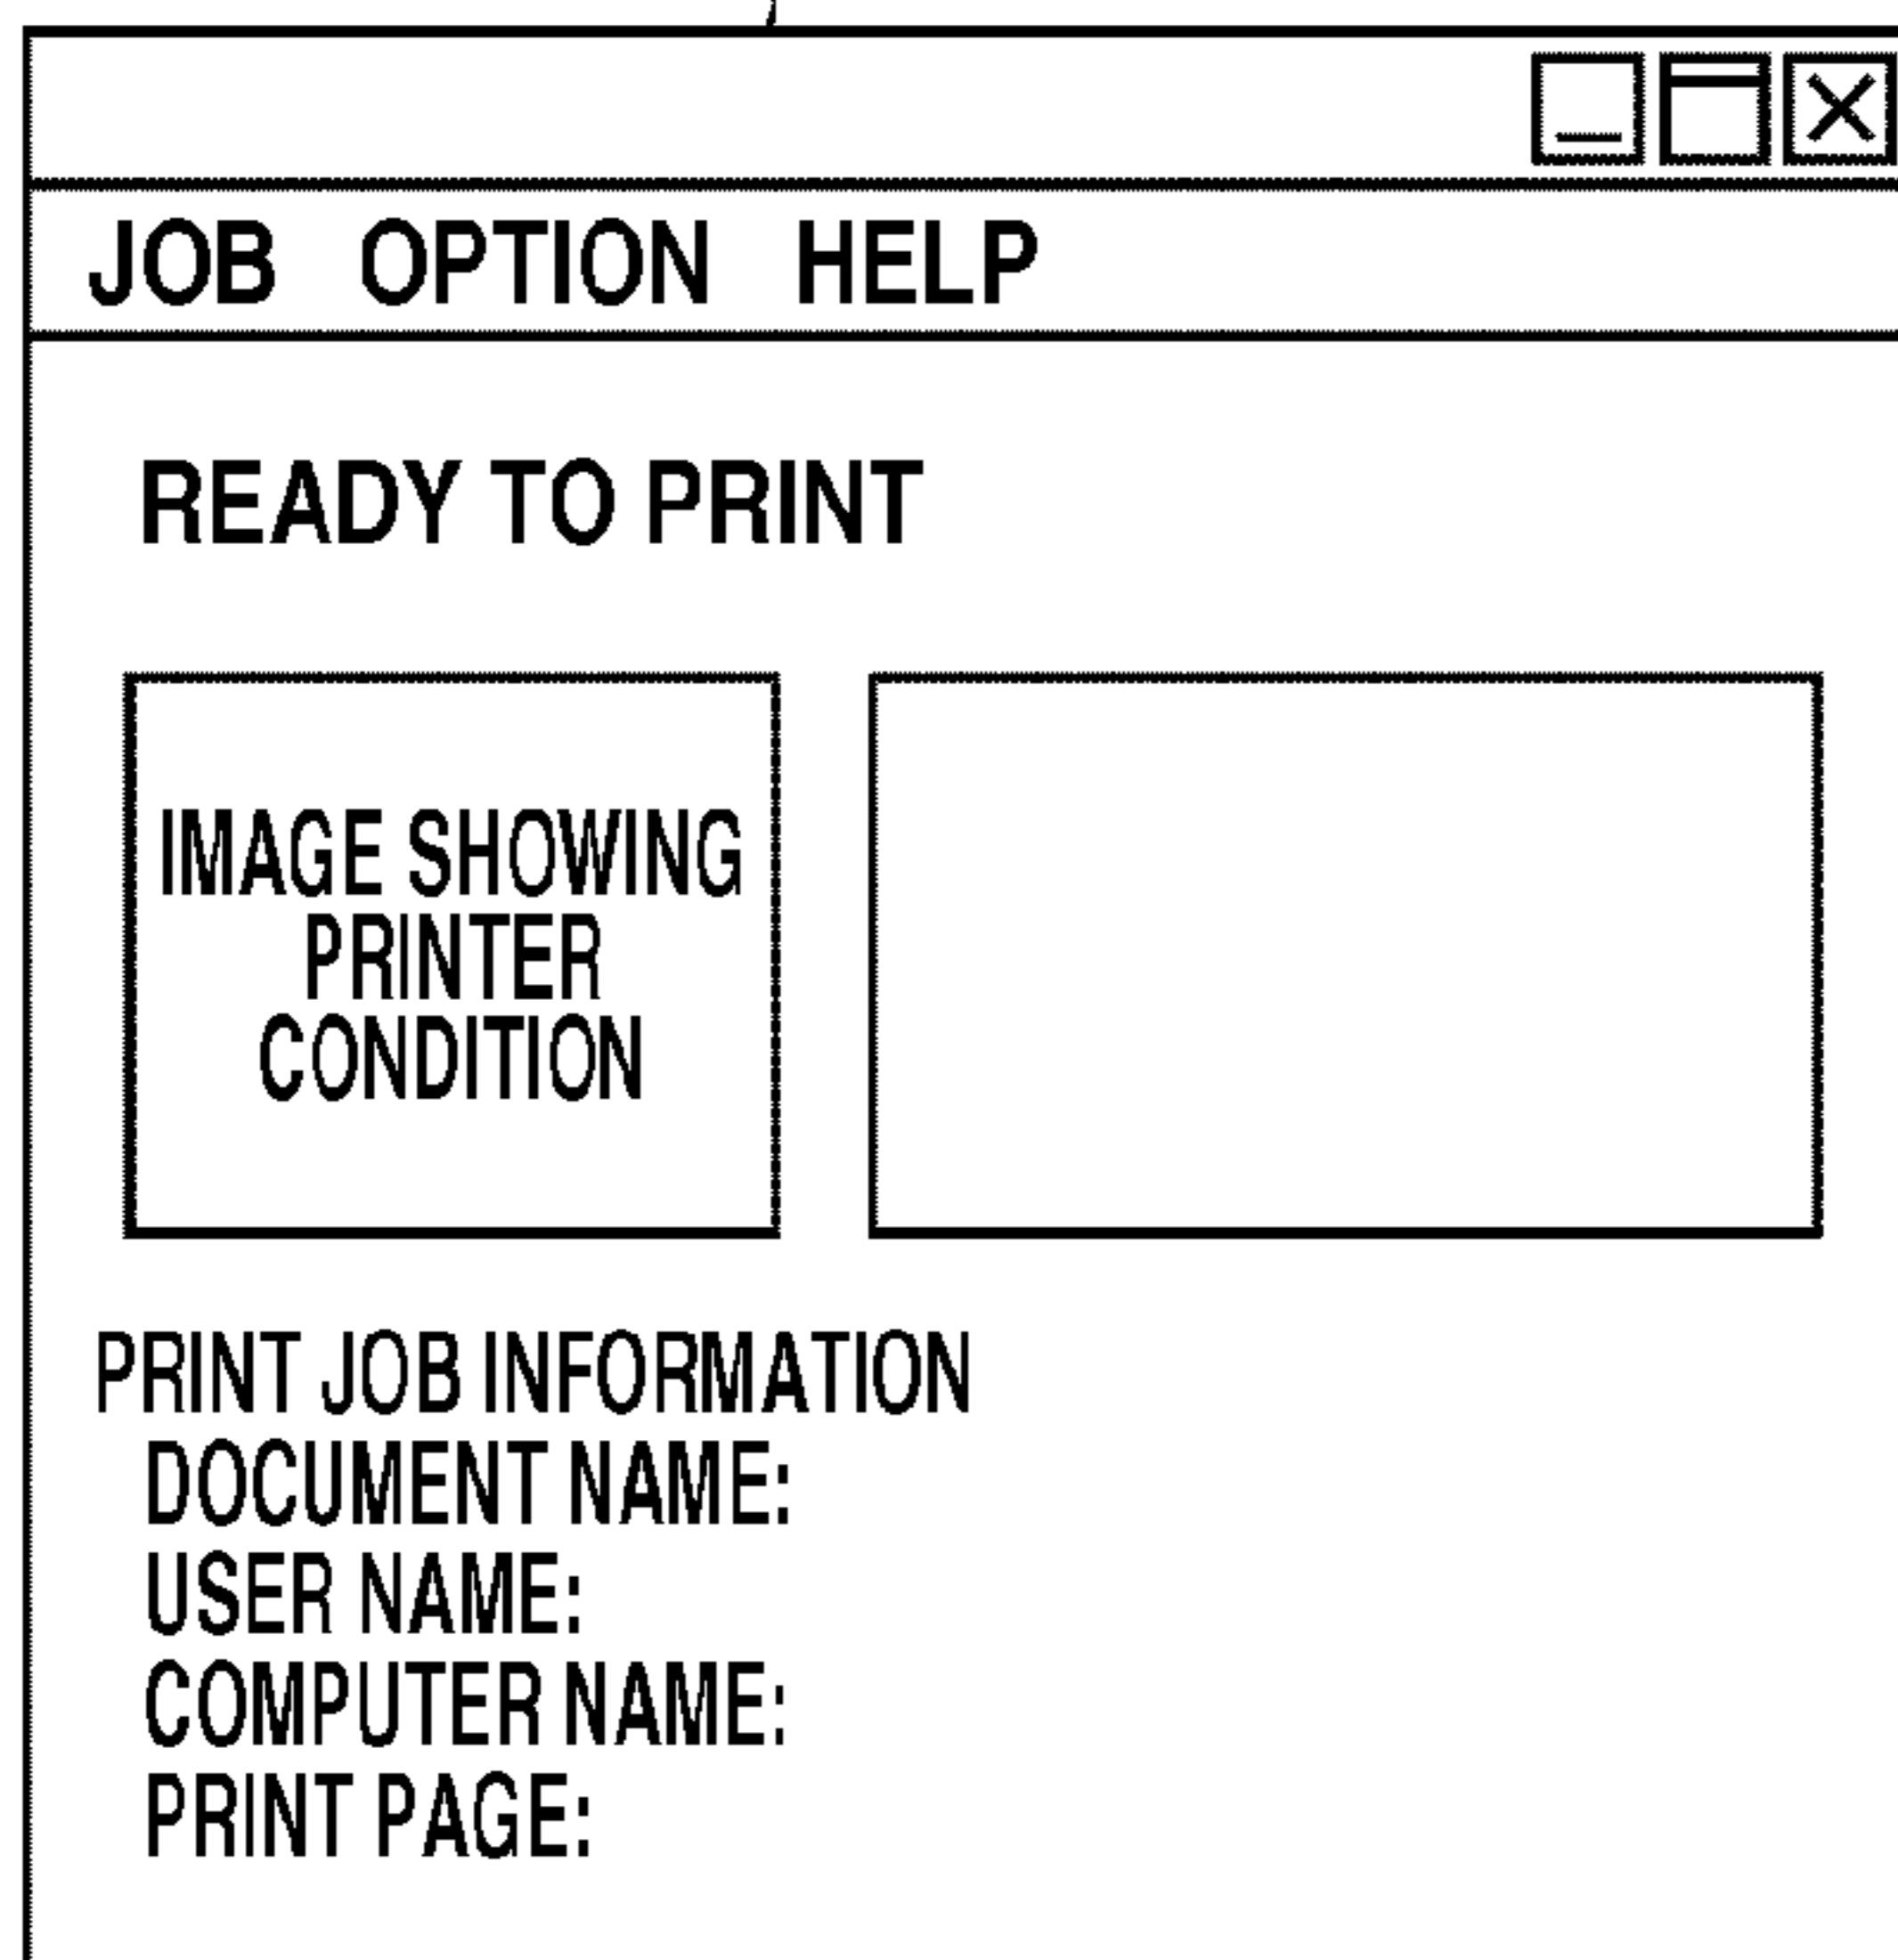 JOB OPTION HELP
READY TO PRINT
IMAGE SHOWING
PRINTER
CONDITION
PRINT JOB INFORMATION
DOCUMENT NAME:
USER NAME:
COMPUTER NAME:
PRINT PAGE: